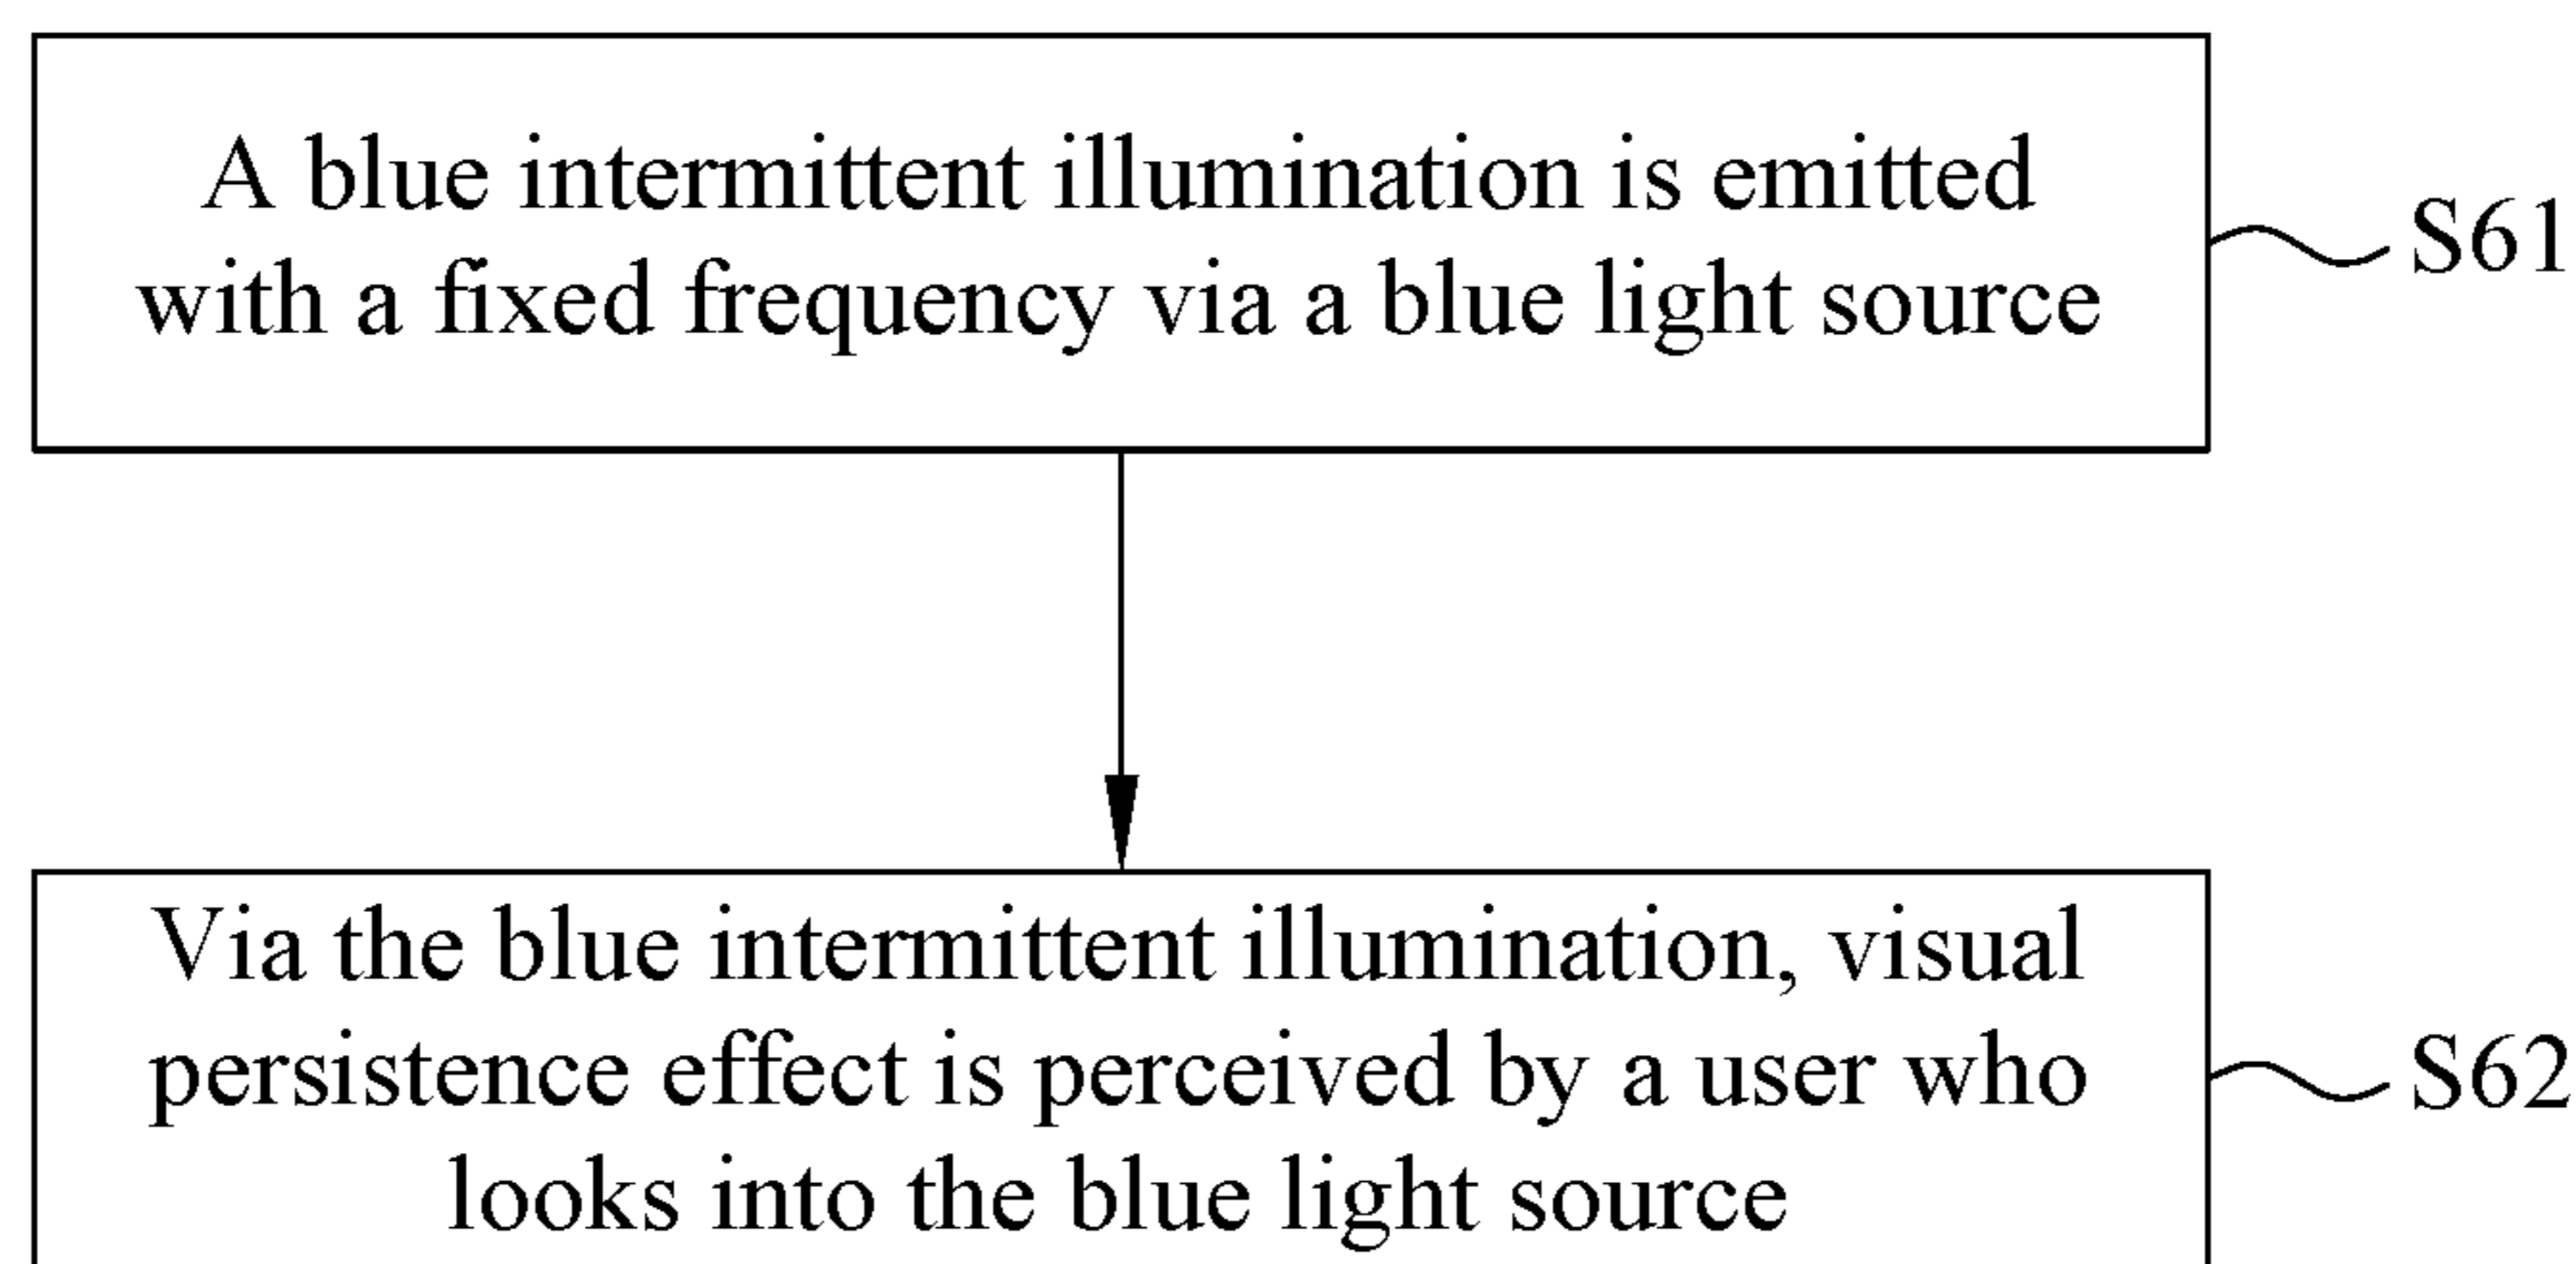 A blue intermittent illumination is emitted
with a fixed frequency via a blue light source
S61
Via the blue intermittent illumination, visual
persistence effect is perceived by a user who
looks into the blue light source
S62